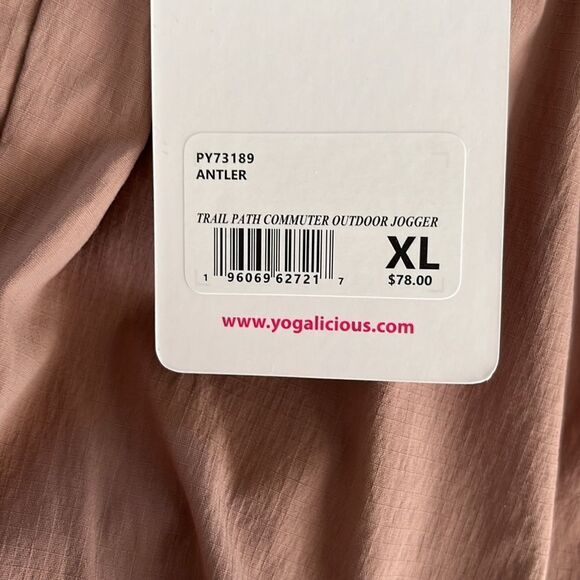 PY73189
ANTLER
TRAIL PATH COMMUTER OUTDOOR JOGGER
XL
1 96069 62721 7
$78.00
www.yogalicious.com